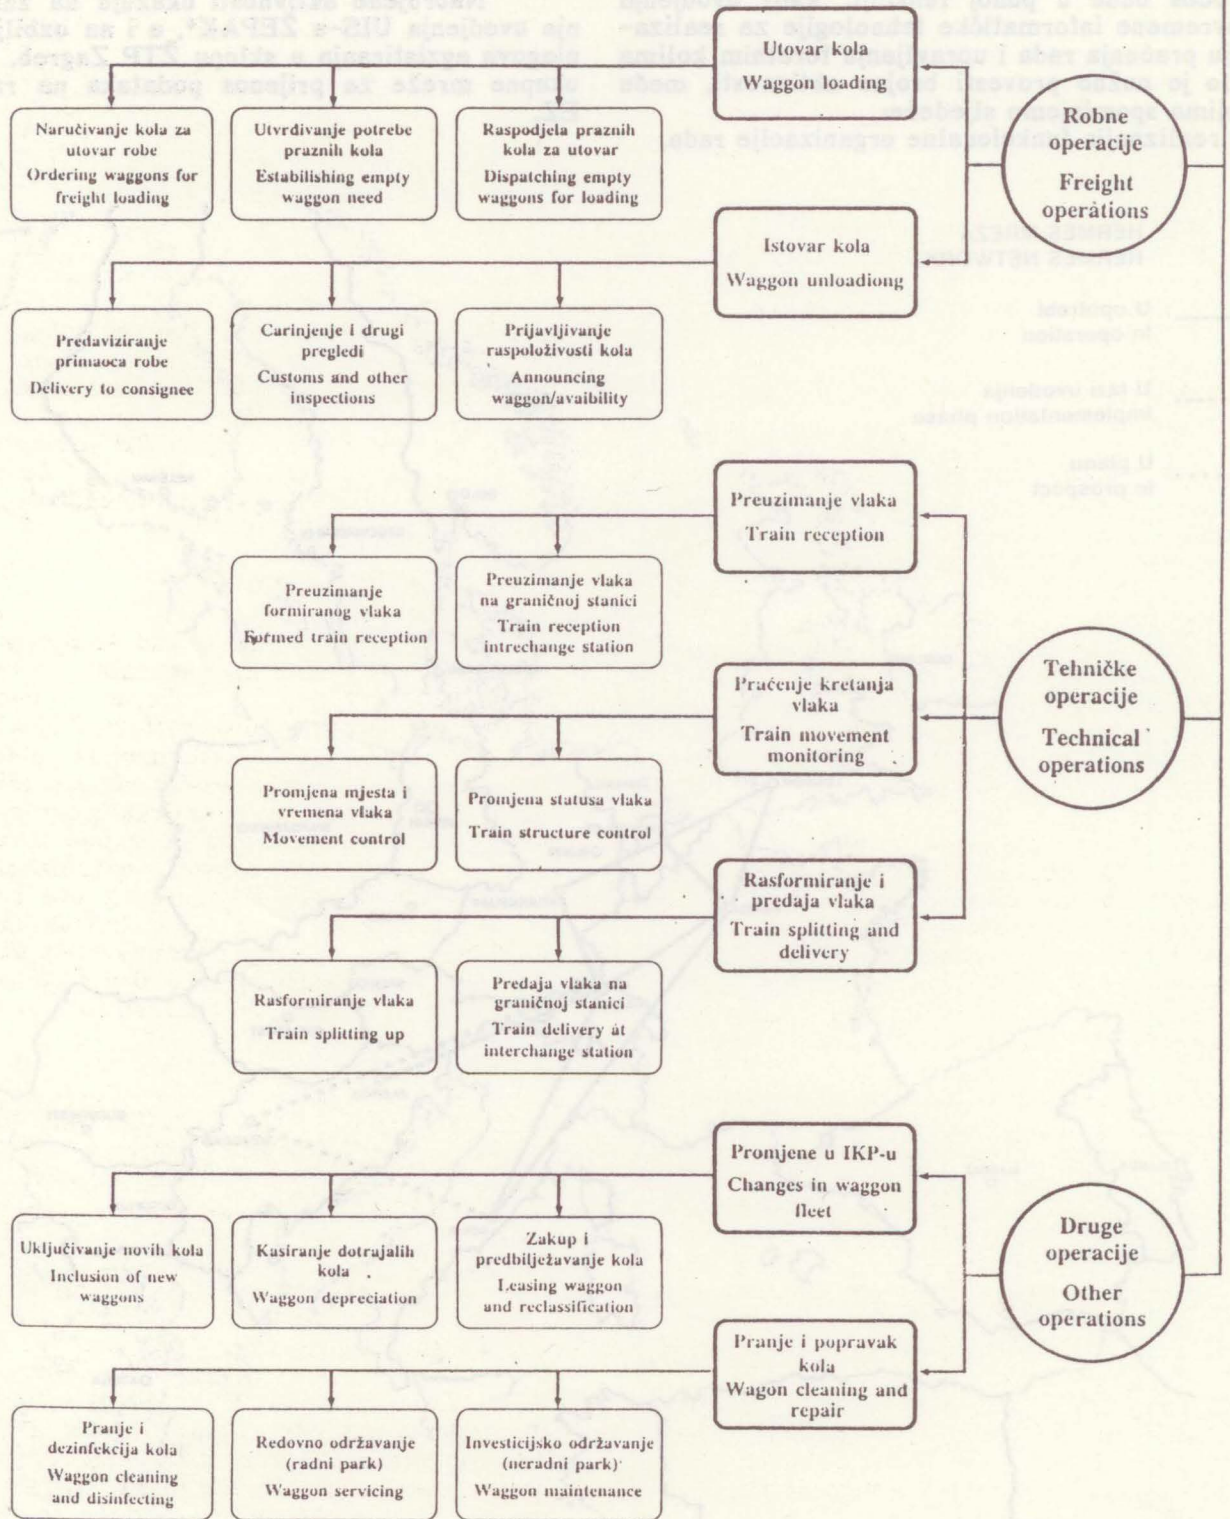 Utovar kola
Waggon loading
Naručivanje kola za
utovar robe
Ordering waggons for
freight loading
Utvrđivanje potrebe
praznih kola
Estabilishing empty
waggon need
Raspodjela praznih
kola za utovar
Dispatching empty
waggons for loading
Robne
operacije
Freight
operations
Istovar kola
Waggon unloadiong
Predaviziranje
primaoca robe
Delivery to consignee
Carinjenje i drugi
pregledi
Customs and other
inspections
Prijavljivanje
raspoloživosti kola
Announcing
waggon/avaibility
Preuzimanje vlaka
Train reception
Preuzimanje
formiranog vlaka
Formed train reception
Preuzimanje vlaka
na graničnoj stanici
Train reception
intrechange station
Praćenje kretanja
vlaka
Train movement
monitoring
Tehničke
operacije
Technical
operations
Promjena mjesta i
vremena vlaka
Movement control
Promjena statusa vlaka
Train structure control
Rasformiranje i
predaja vlaka
Train splitting and
delivery
Rasformiranje vlaka
Train splitting up
Predaja vlaka na
graničnoj stanici
Train delivery at
interchange station
Promjene u IKP-u
Changes in waggon
fleet
Uključivanje novih kola
Inclusion of new
waggons
Kasiranje dotrajalih
kola
Waggon depreciation
Zakup i
predbilježavanje kola
Leasing waggon
and reclassification
Druge
operacije
Other
operations
Pranje i popravak
kola
Wagon cleaning and
repair
Pranje i
dezinfekcija kola
Waggon cleaning
and disinfecting
Redovno održavanje
(radni park)
Waggon servicing
Investicijsko održavanje
(neradni park)
Waggon maintenance